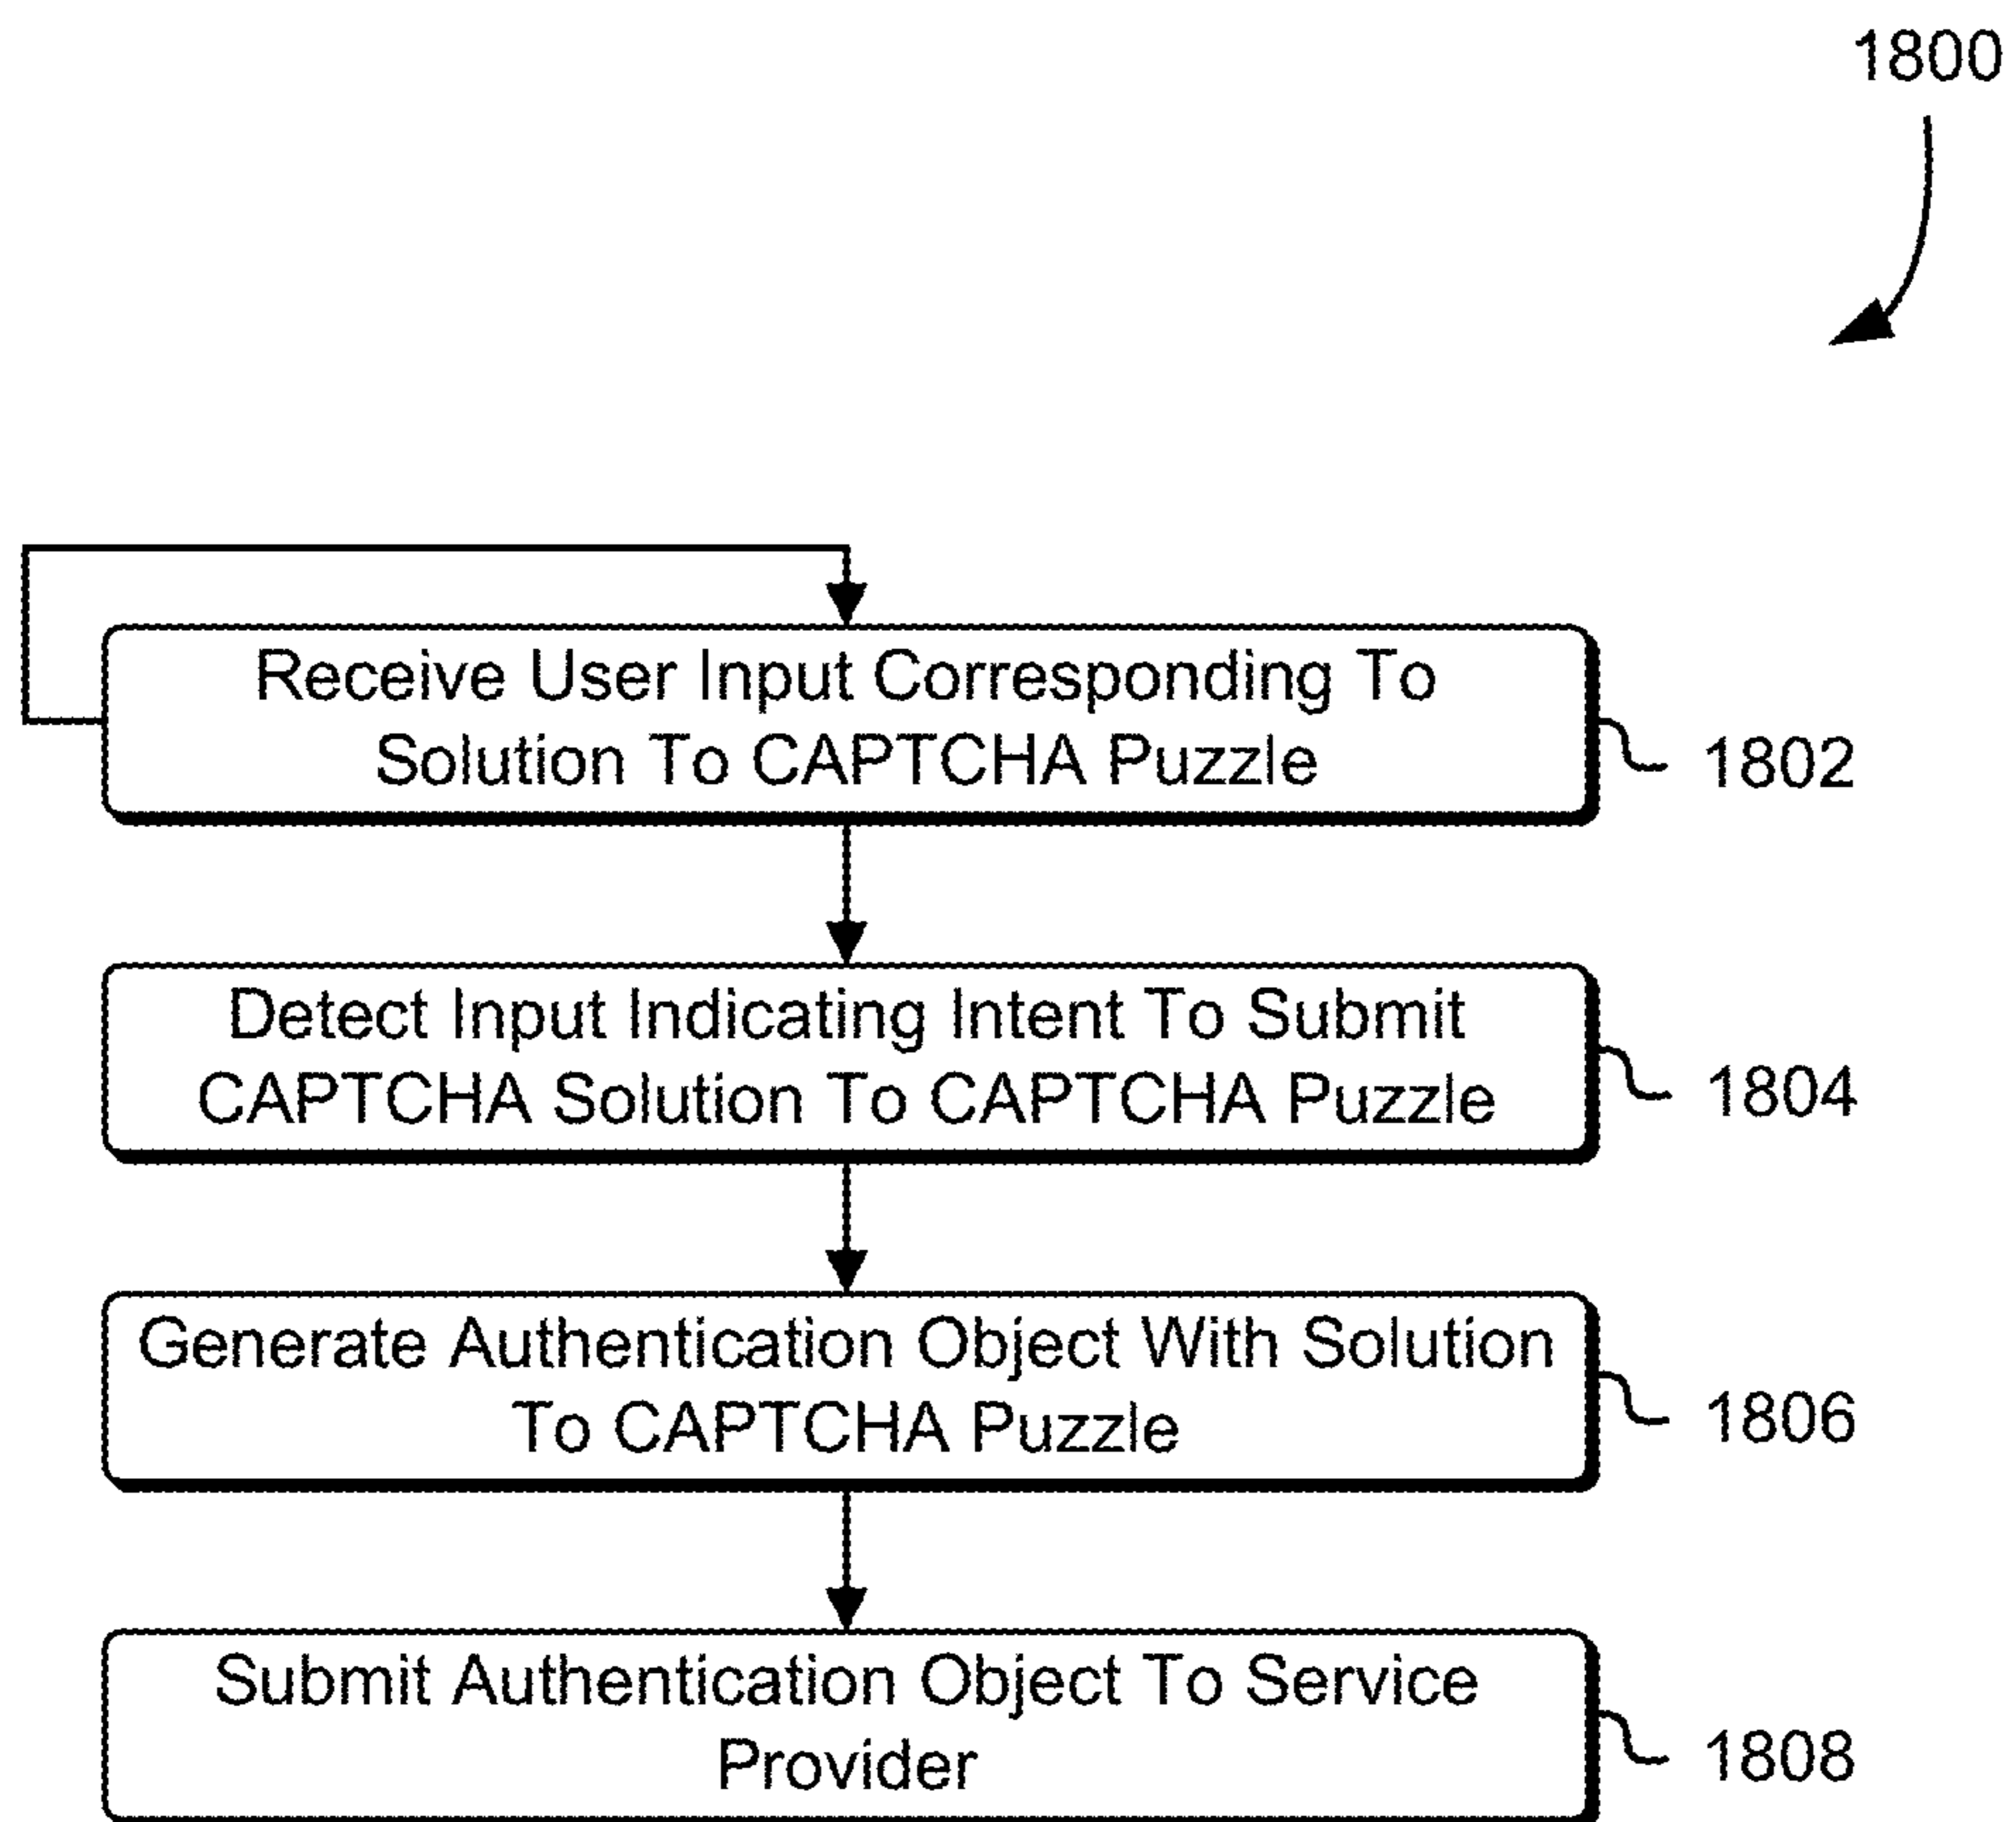 1800
Receive User Input Corresponding To
Solution To CAPTCHA Puzzle
1802
Detect Input Indicating Intent To Submit
CAPTCHA Solution To CAPTCHA Puzzle
1804
Generate Authentication Object With Solution
To CAPTCHA Puzzle
1806
Submit Authentication Object To Service
Provider
1808